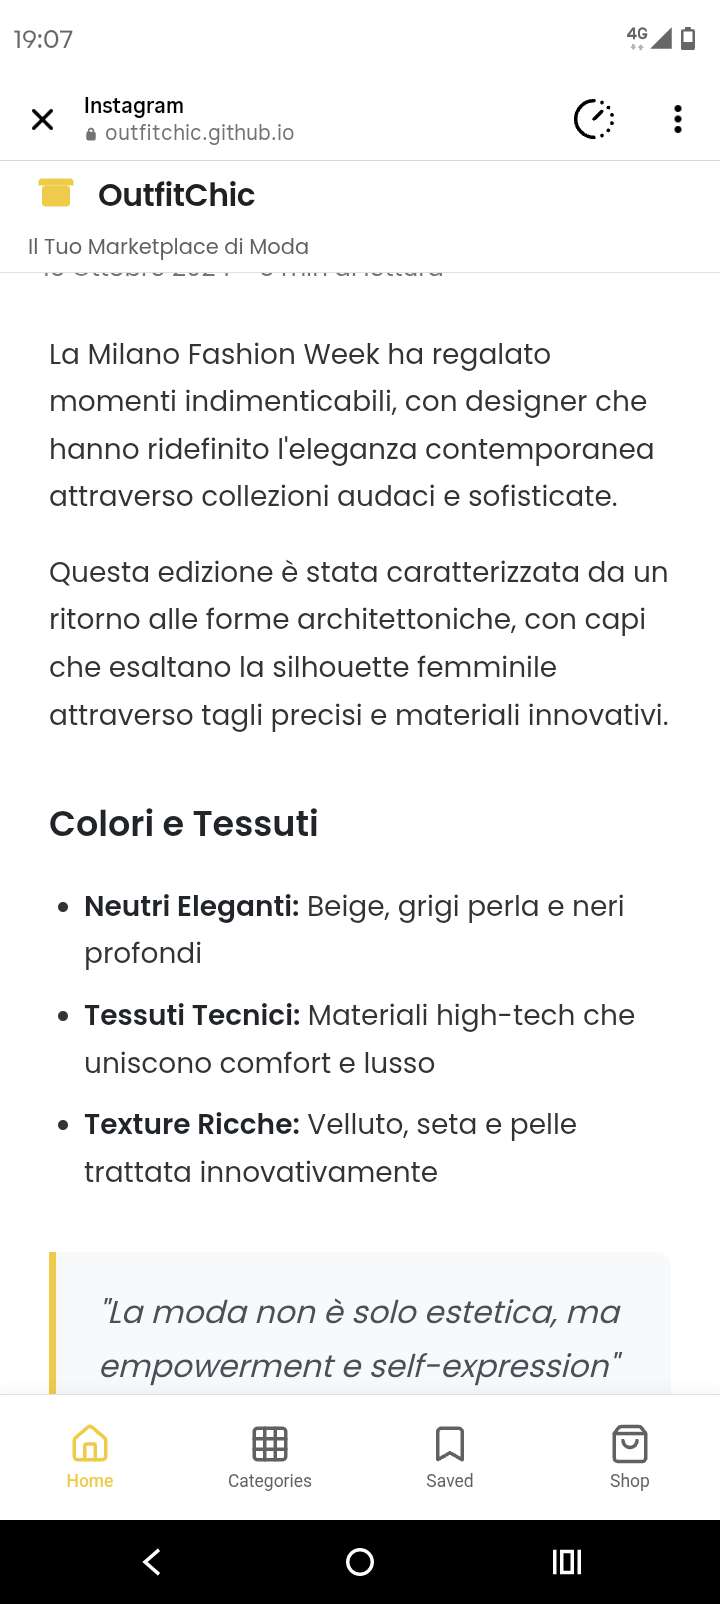 19:07
4G
Instagram
outfitchic.github.io
OutfitChic
Il Tuo Marketplace di Moda
La Milano Fashion Week ha regalato
momenti indimenticabili, con designer che
hanno ridefinito l'eleganza contemporanea
attraverso collezioni audaci e sofisticate.
Questa edizione è stata caratterizzata da un
ritorno alle forme architettoniche, con capi
che esaltano la silhouette femminile
attraverso tagli precisi e materiali innovativi.
Colori e Tessuti
• Neutri Eleganti: Beige, grigi perla e neri
profondi
• Tessuti Tecnici: Materiali high-tech che
uniscono comfort e lusso
• Texture Ricche: Velluto, seta e pelle
trattata innovativamente
"La moda non è solo estetica, ma
empowerment e self-expression"
Home
Categories
Saved
Shop